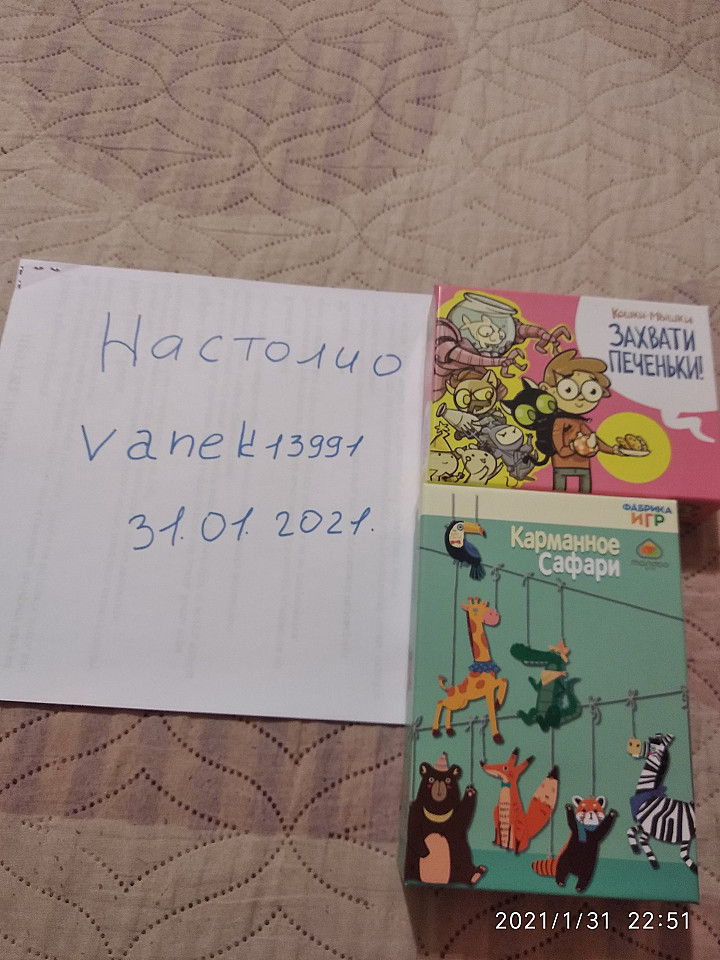 Настолио
vanek13991
31.01.2021.
Кошки-Мышки
ЗАХВАТИ
ПЕЧЕНЬКИ!
ФАБРИКА
ИГР
Карманное
Сафари
2021/1/31 22:51